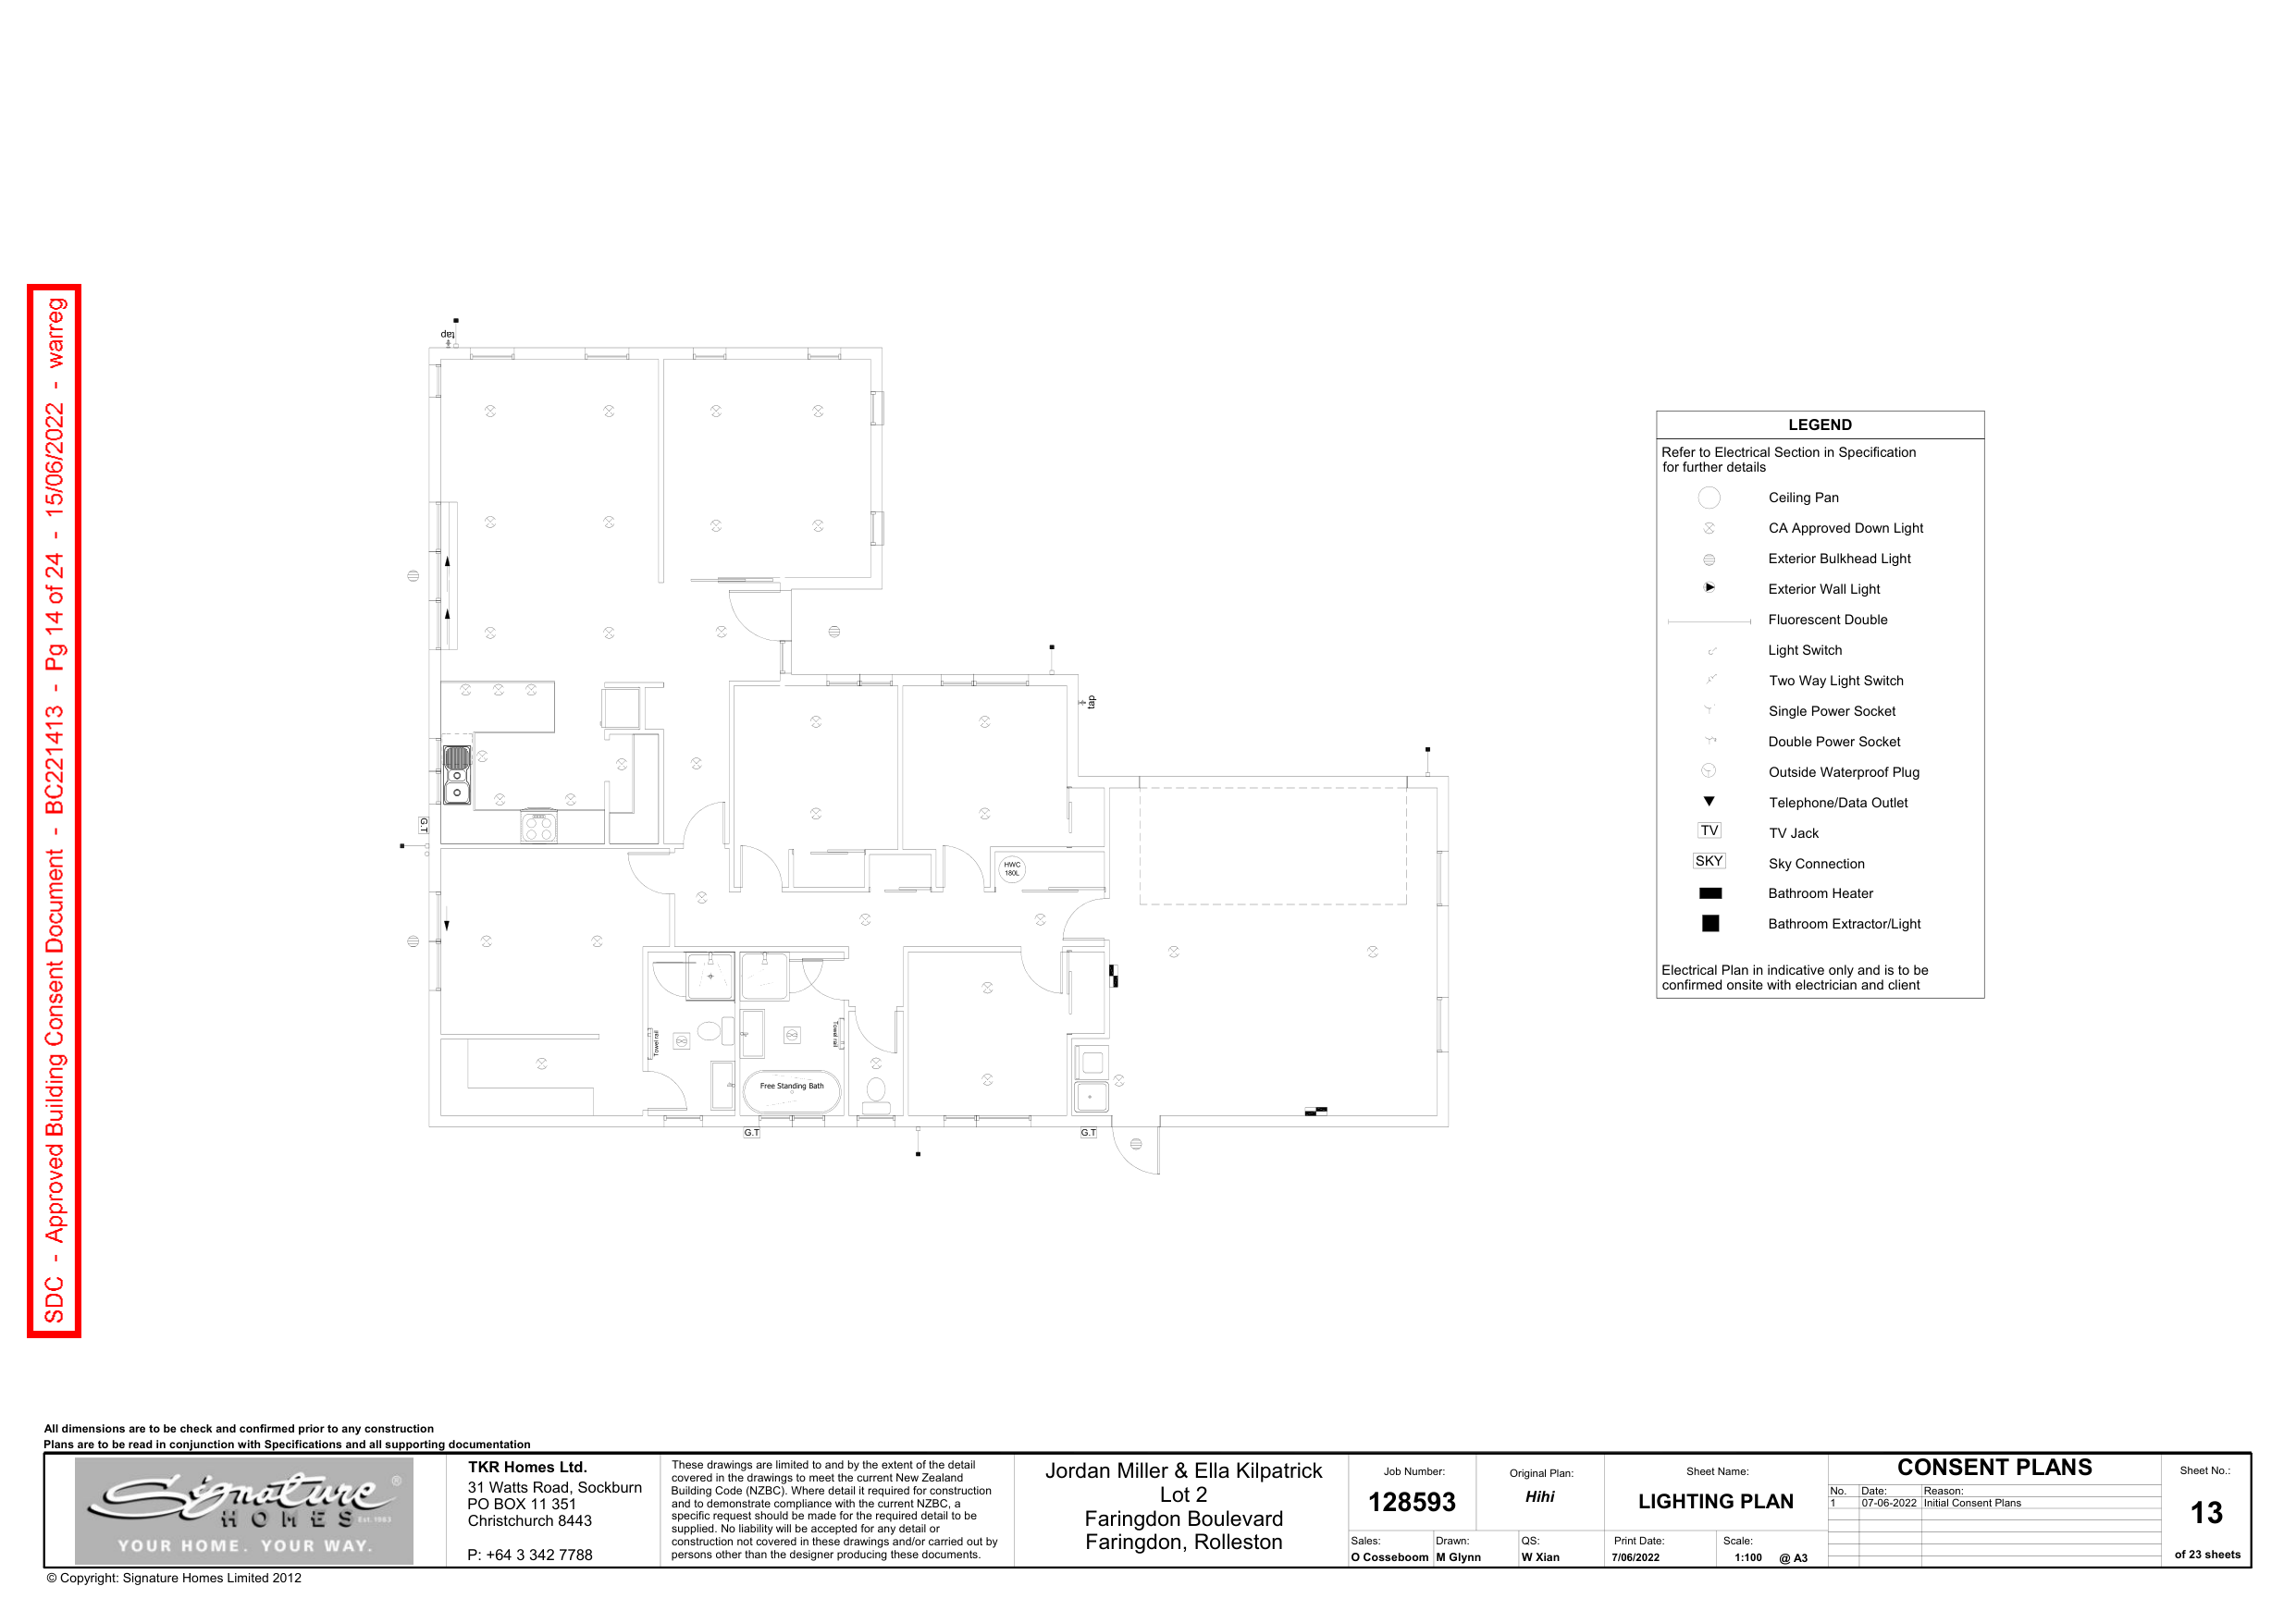 SDC - Approved Building Consent Document - BC221413 - Pg 14 of 24 - 15/06/2022 - warreg
tap
tap
G.T
HWC
180L
Towel rail
Towel rail
Free Standing Bath
G.T
G.T
LEGEND
Refer to Electrical Section in Specification
for further details
Ceiling Pan
CA Approved Down Light
Exterior Bulkhead Light
Exterior Wall Light
Fluorescent Double
Light Switch
Two Way Light Switch
Single Power Socket
Double Power Socket
Outside Waterproof Plug
Telephone/Data Outlet
TV TV Jack
SKY Sky Connection
Bathroom Heater
Bathroom Extractor/Light
Electrical Plan in indicative only and is to be
confirmed onsite with electrician and client
All dimensions are to be check and confirmed prior to any construction
Plans are to be read in conjunction with Specifications and all supporting documentation
Signature ®
HOMES Est. 1983
YOUR HOME. YOUR WAY.
TKR Homes Ltd.
31 Watts Road, Sockburn
PO BOX 11 351
Christchurch 8443
P: +64 3 342 7788
These drawings are limited to and by the extent of the detail
covered in the drawings to meet the current New Zealand
Building Code (NZBC). Where detail it required for construction
and to demonstrate compliance with the current NZBC, a
specific request should be made for the required detail to be
supplied. No liability will be accepted for any detail or
construction not covered in these drawings and/or carried out by
persons other than the designer producing these documents.
Jordan Miller & Ella Kilpatrick
Lot 2
Faringdon Boulevard
Faringdon, Rolleston
Job Number:
128593
Original Plan:
Hihi
Sheet Name:
LIGHTING PLAN
Sales:
O Cosseboom
Drawn:
M Glynn
QS:
W Xian
Print Date:
7/06/2022
Scale:
1:100 @ A3
CONSENT PLANS
No. Date: Reason:
1 07-06-2022 Initial Consent Plans
Sheet No.:
13
of 23 sheets
© Copyright: Signature Homes Limited 2012